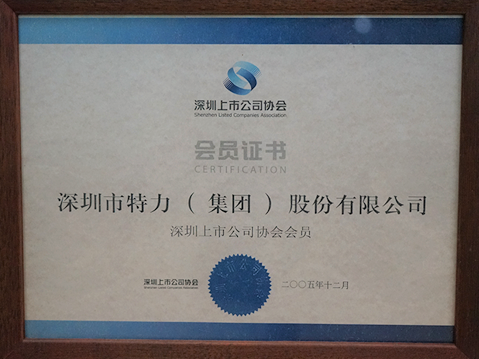 深圳上市公司协会
Shenzhen Listed Companies Association
会员证书
CERTIFICATION
深圳市特力（集团）股份有限公司
深圳上市公司协会会员
深圳上市公司协会
二〇〇五年十二月